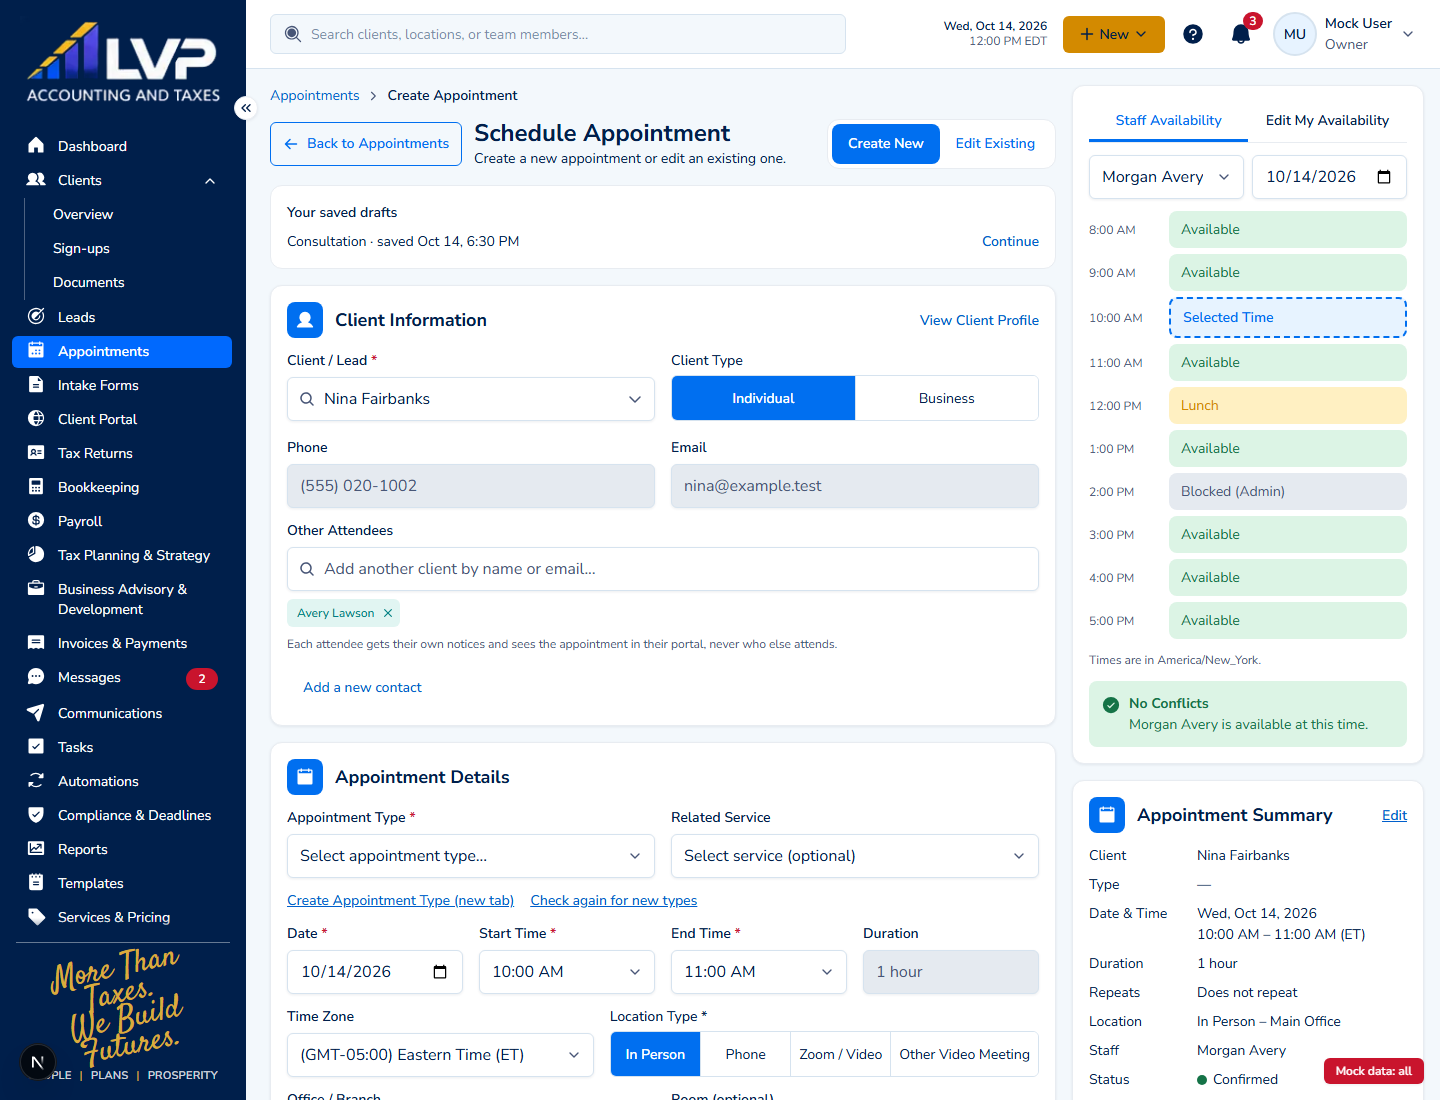 LVP
ACCOUNTING AND TAXES
Dashboard
Clients
Overview
Sign-ups
Documents
Leads
Appointments
Intake Forms
Client Portal
Tax Returns
Bookkeeping
Payroll
Tax Planning & Strategy
Business Advisory &
Development
Invoices & Payments
Messages 2
Communications
Tasks
Automations
Compliance & Deadlines
Reports
Templates
Services & Pricing
More Than
Taxes.
We Build
Futures.
N
PLE | PLANS | PROSPERITY
Search clients, locations, or team members...
Wed, Oct 14, 2026
12:00 PM EDT
New
3
MU
Mock User
Owner
Appointments > Create Appointment
Back to Appointments
Schedule Appointment
Create a new appointment or edit an existing one.
Create New
Edit Existing
Your saved drafts
Consultation · saved Oct 14, 6:30 PM
Continue
Client Information
View Client Profile
Client / Lead *
Nina Fairbanks
Client Type
Individual
Business
Phone
(555) 020-1002
Email
nina@example.test
Other Attendees
Add another client by name or email...
Avery Lawson ×
Each attendee gets their own notices and sees the appointment in their portal, never who else attends.
Add a new contact
Appointment Details
Appointment Type *
Select appointment type...
Related Service
Select service (optional)
Create Appointment Type (new tab)
Check again for new types
Date *
10/14/2026
Start Time *
10:00 AM
End Time *
11:00 AM
Duration
1 hour
Time Zone
(GMT-05:00) Eastern Time (ET)
Location Type *
In Person
Phone
Zoom / Video
Other Video Meeting
Office / Branch
Room (optional)
Staff Availability
Edit My Availability
Morgan Avery
10/14/2026
8:00 AM Available
9:00 AM Available
10:00 AM Selected Time
11:00 AM Available
12:00 PM Lunch
1:00 PM Available
2:00 PM Blocked (Admin)
3:00 PM Available
4:00 PM Available
5:00 PM Available
Times are in America/New_York.
No Conflicts
Morgan Avery is available at this time.
Appointment Summary
Edit
Client Nina Fairbanks
Type —
Date & Time Wed, Oct 14, 2026
10:00 AM – 11:00 AM (ET)
Duration 1 hour
Repeats Does not repeat
Location In Person – Main Office
Staff Morgan Avery
Status Confirmed
Mock data: all